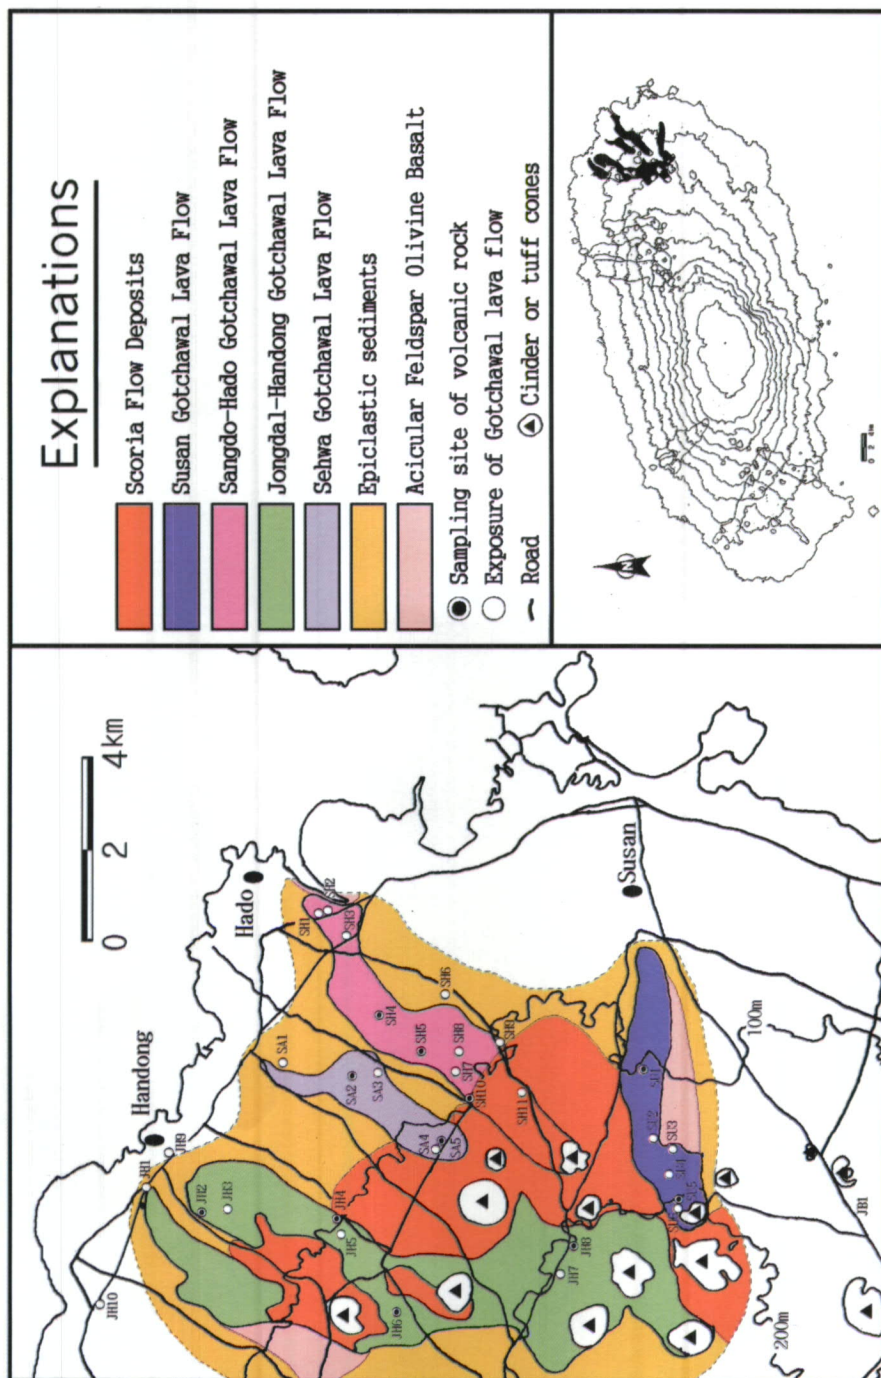 Explanations
Scoria Flow Deposits
Susan Gotchawal Lava Flow
Sangdo-Hado Gotchawal Lava Flow
Jongdal-Handong Gotchawal Lava Flow
Sehwa Gotchawal Lava Flow
Epiclastic sediments
Acicular Feldspar Olivine Basalt
Sampling site of volcanic rock
Exposure of Gotchawal lava flow
Road
Cinder or tuff cones
N
0 2 4km
Handong
Hado
Susan
JH10
JH1
JH9
JH2
JH3
JH4
JH5
JH6
JH7
JH8
SA1
SA2
SA3
SA4
SA5
SH1
SH2
SH3
SH4
SH5
SH6
SH7
SH8
SH9
SH10
SH11
SU1
SU2
SU3
SU4
SU5
JB1
100m
200m